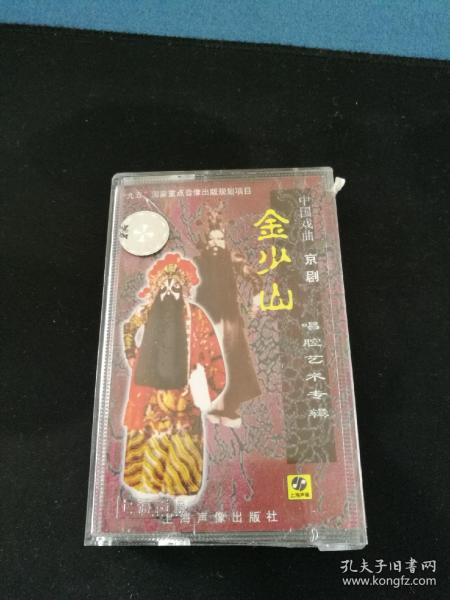 "九五"国家重点音像出版规划项目
中国戏曲 京剧
金少山
唱腔艺术专辑
上海声像
上海声像出版社
孔夫子旧书网
www.kongfz.com